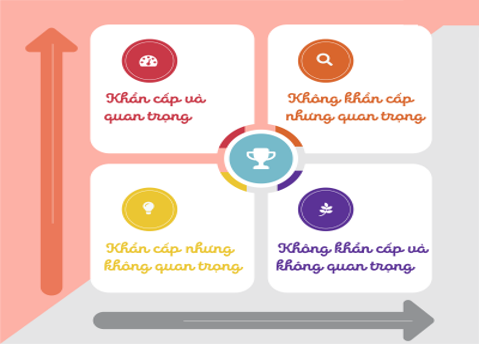 Khẩn cấp và
quan trọng
Không khẩn cấp
nhưng quan trọng
Khẩn cấp nhưng
không quan trọng
Không khẩn cấp và
không quan trọng